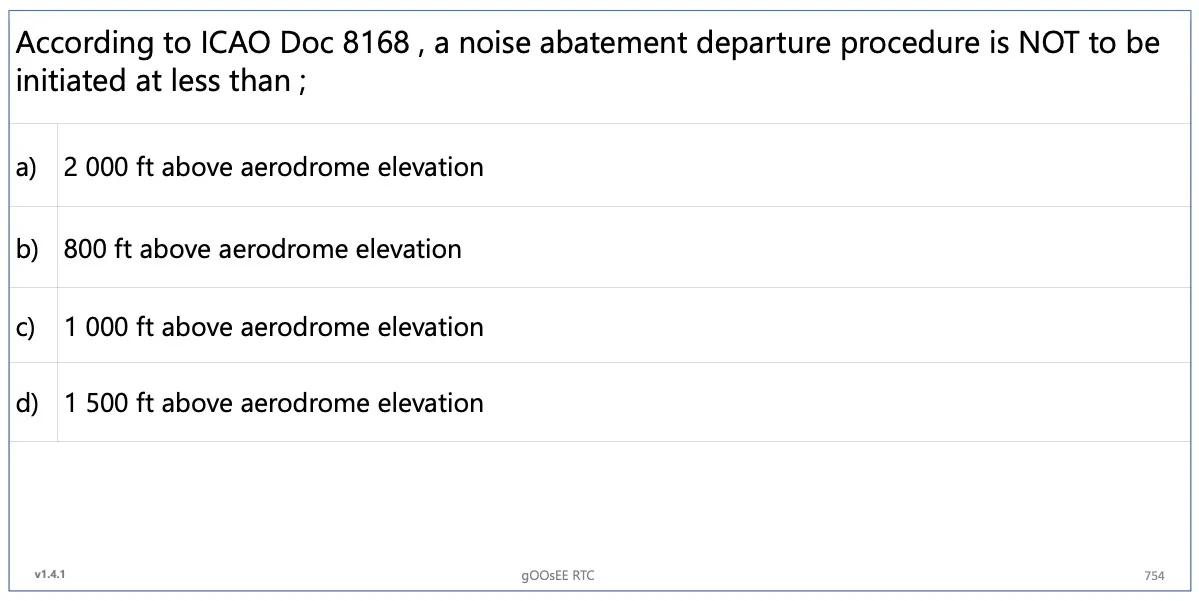 According to ICAO Doc 8168 , a noise abatement departure procedure is NOT to be
initiated at less than ;
a) 2 000 ft above aerodrome elevation
b) 800 ft above aerodrome elevation
c) 1 000 ft above aerodrome elevation
d) 1 500 ft above aerodrome elevation
v1.4.1 gOOsEE RTC 754